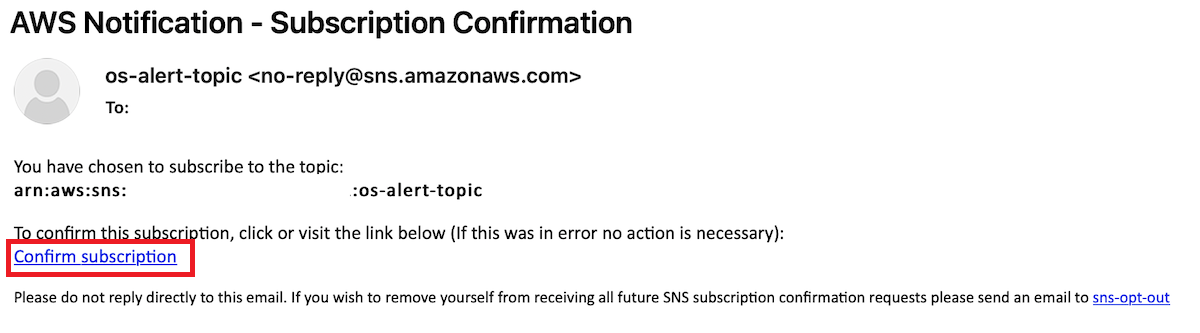 AWS Notification - Subscription Confirmation
os-alert-topic <no-reply@sns.amazonaws.com>
To:
You have chosen to subscribe to the topic:
arn:aws:sns: :os-alert-topic
To confirm this subscription, click or visit the link below (If this was in error no action is necessary):
Confirm subscription
Please do not reply directly to this email. If you wish to remove yourself from receiving all future SNS subscription confirmation requests please send an email to sns-opt-out